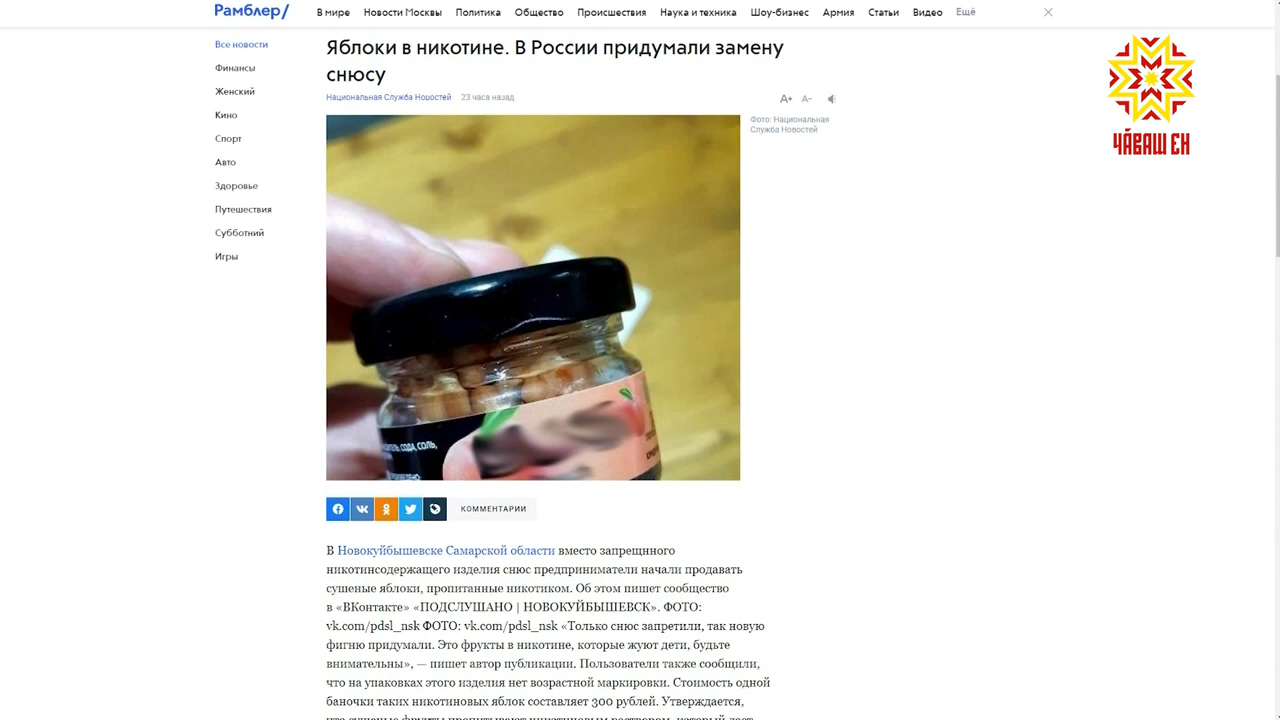 Рамблер/
В мире Новости Москвы Политика Общество Происшествия Наука и техника Шоу-бизнес Армия Статьи Видео Ещё
Все новости
Финансы
Женский
Кино
Спорт
Авто
Здоровье
Путешествия
Субботний
Игры
Яблоки в никотине. В России придумали замену
снюсу
Национальная Служба Новостей 23 часа назад
A+ A-
Фото: Национальная
Служба Новостей
ЧӐВАШ ЕН
СОДА, СОЛЬ,
КОММЕНТАРИИ
В Новокуйбышевске Самарской области вместо запрещнного
никотинсодержащего изделия снюс предприниматели начали продавать
сушеные яблоки, пропитанные никотиком. Об этом пишет сообщество
в «ВКонтакте» «ПОДСЛУШАНО | НОВОКУЙБЫШЕВСК». ФОТО:
vk.com/pdsl_nsk ФОТО: vk.com/pdsl_nsk «Только снюс запретили, так новую
фигню придумали. Это фрукты в никотине, которые жуют дети, будьте
внимательны», — пишет автор публикации. Пользователи также сообщили,
что на упаковках этого изделия нет возрастной маркировки. Стоимость одной
баночки таких никотиновых яблок составляет 300 рублей. Утверждается,